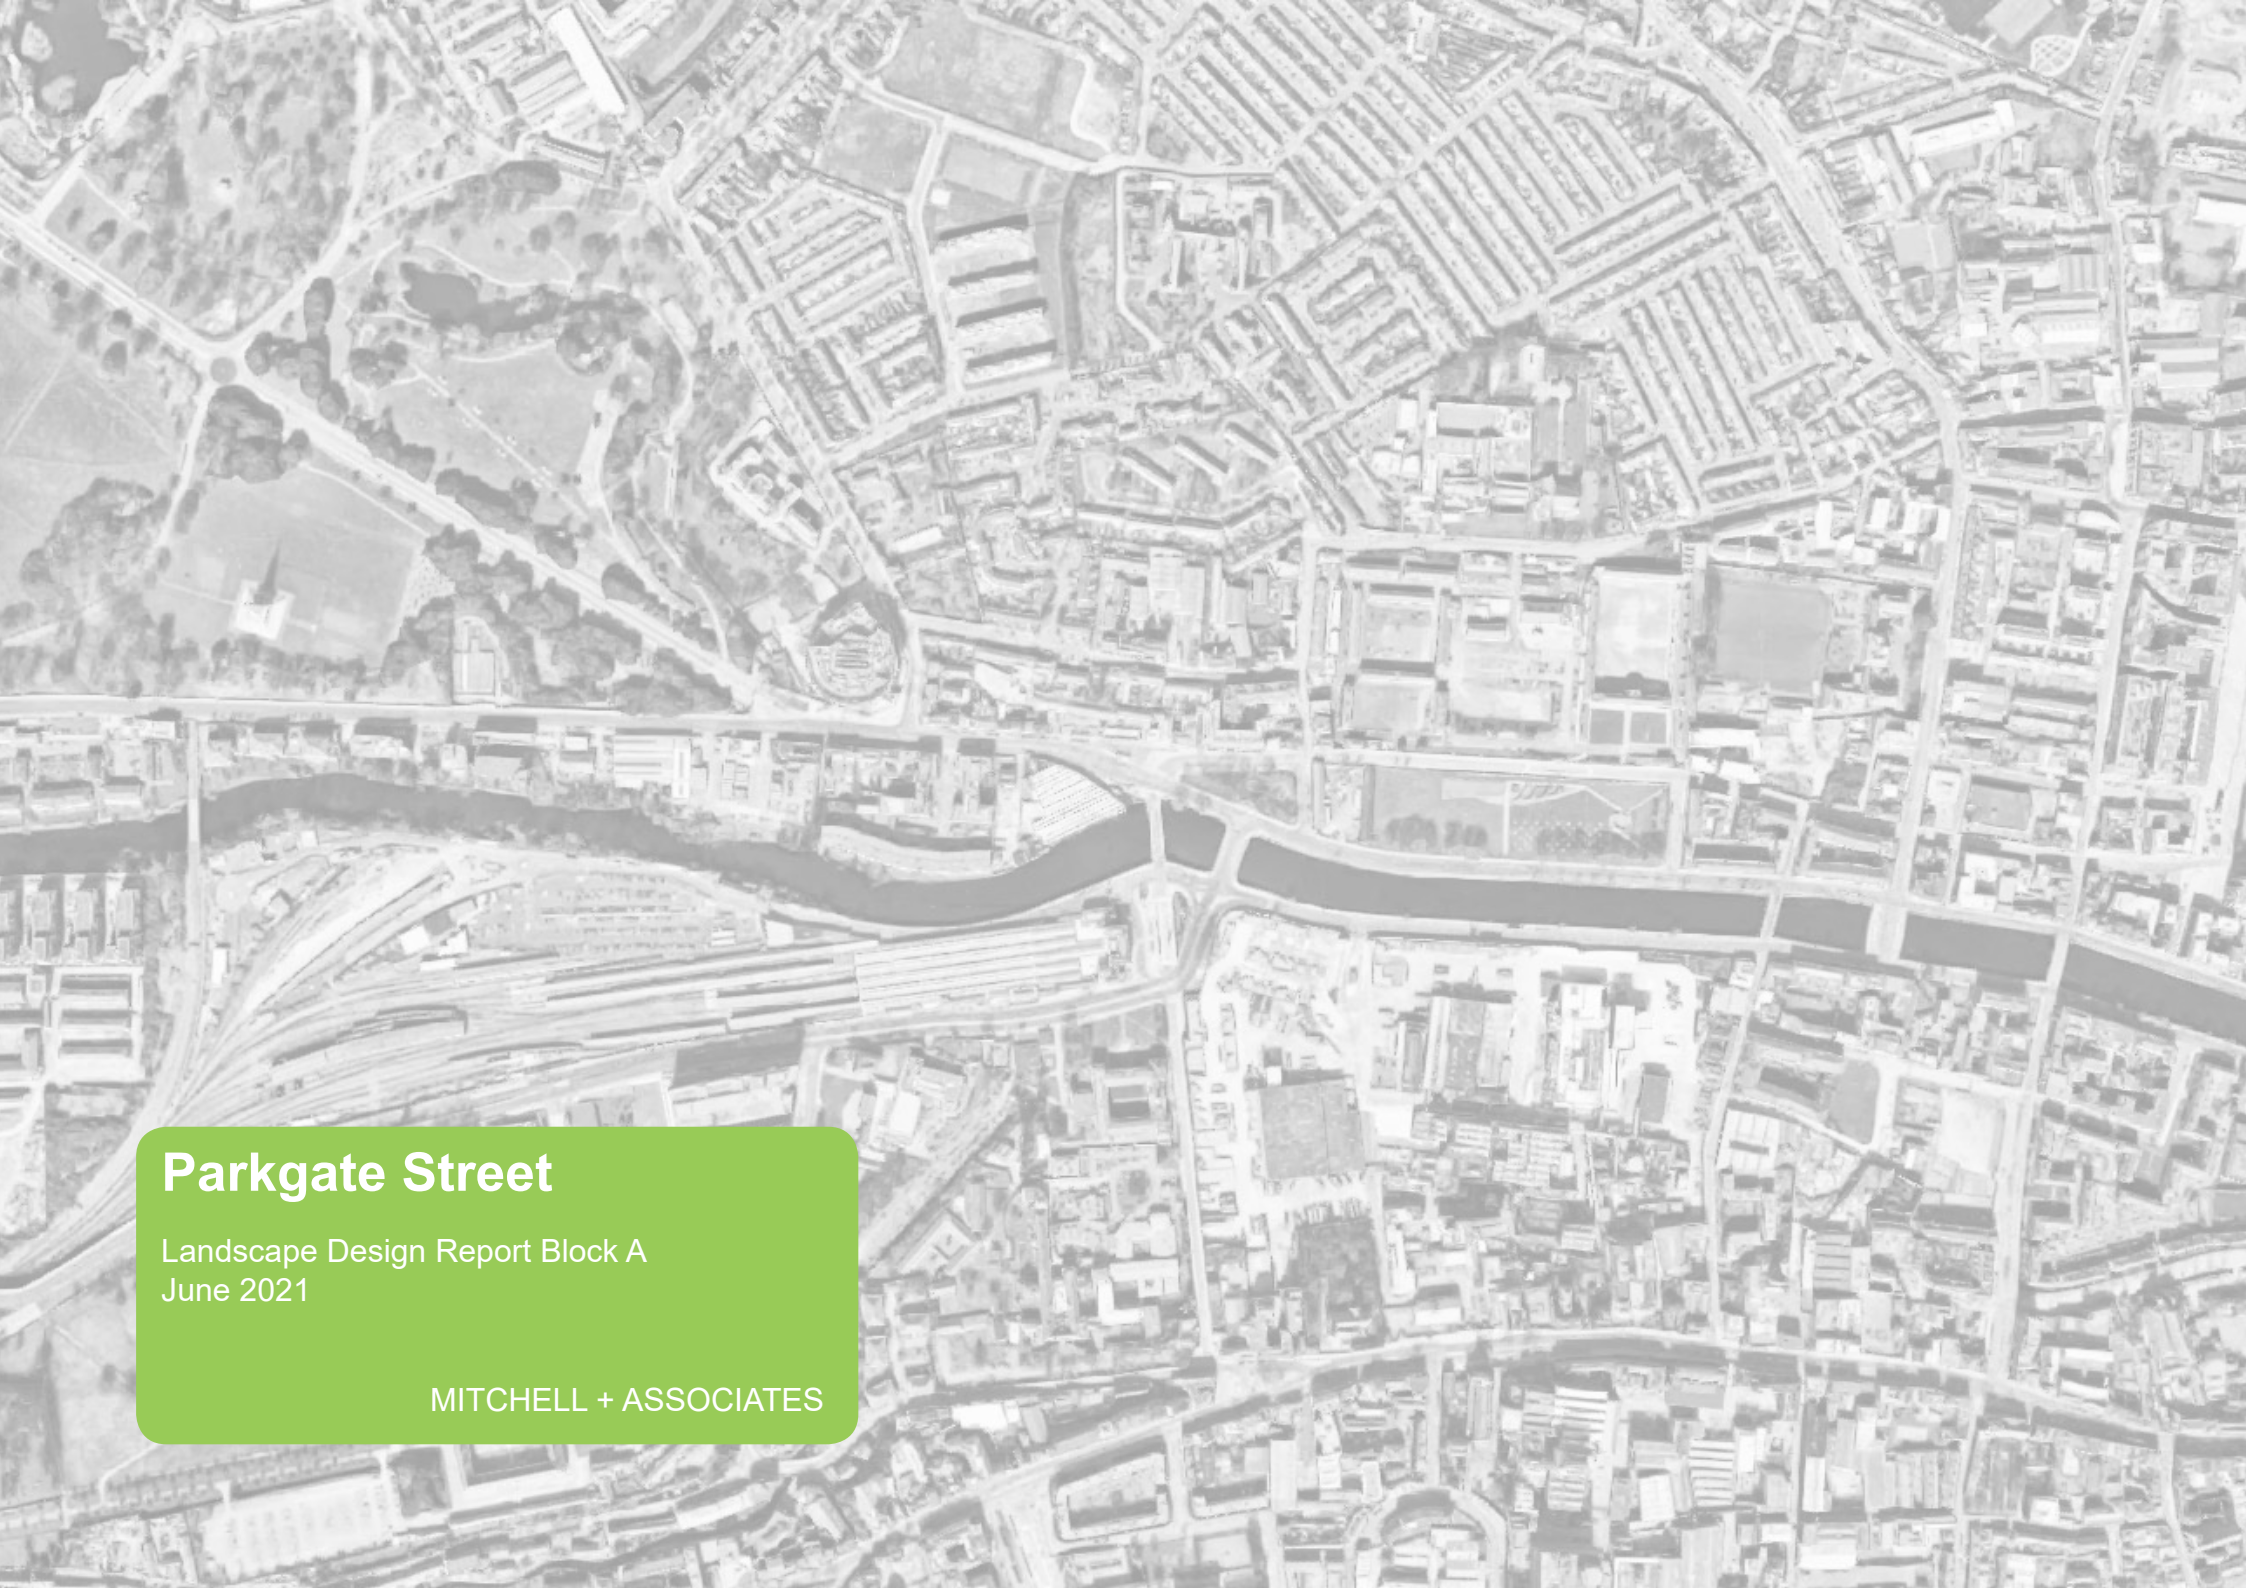 Parkgate Street
Landscape Design Report Block A
June 2021
MITCHELL + ASSOCIATES